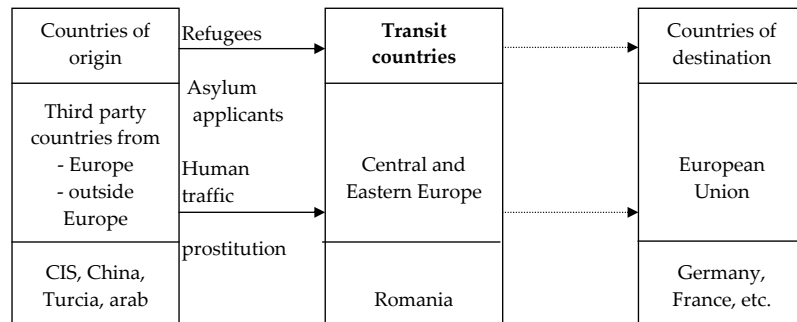 Countries of
origin
Third party
countries from
- Europe
- outside
Europe
CIS, China,
Turcia, arab
Refugees
Asylum
applicants
Human
traffic
prostitution
Transit
countries
Central and
Eastern Europe
Romania
Countries of
destination
European
Union
Germany,
France, etc.